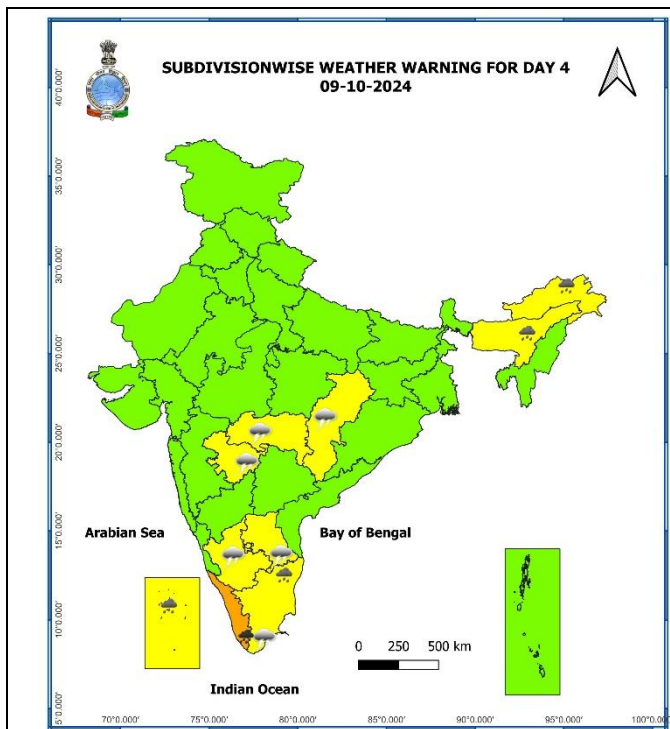 SUBDIVISIONWISE WEATHER WARNING FOR DAY 4
09-10-2024
40°0.000'
35°0.000'
30°0.000'
25°0.000'
20°0.000'
15°0.000'
10°0.000'
5°0.000'
Arabian Sea
Bay of Bengal
0 250 500 km
Indian Ocean
70°0.000' 75°0.000' 80°0.000' 85°0.000' 90°0.000' 95°0.000' 100°0.000'